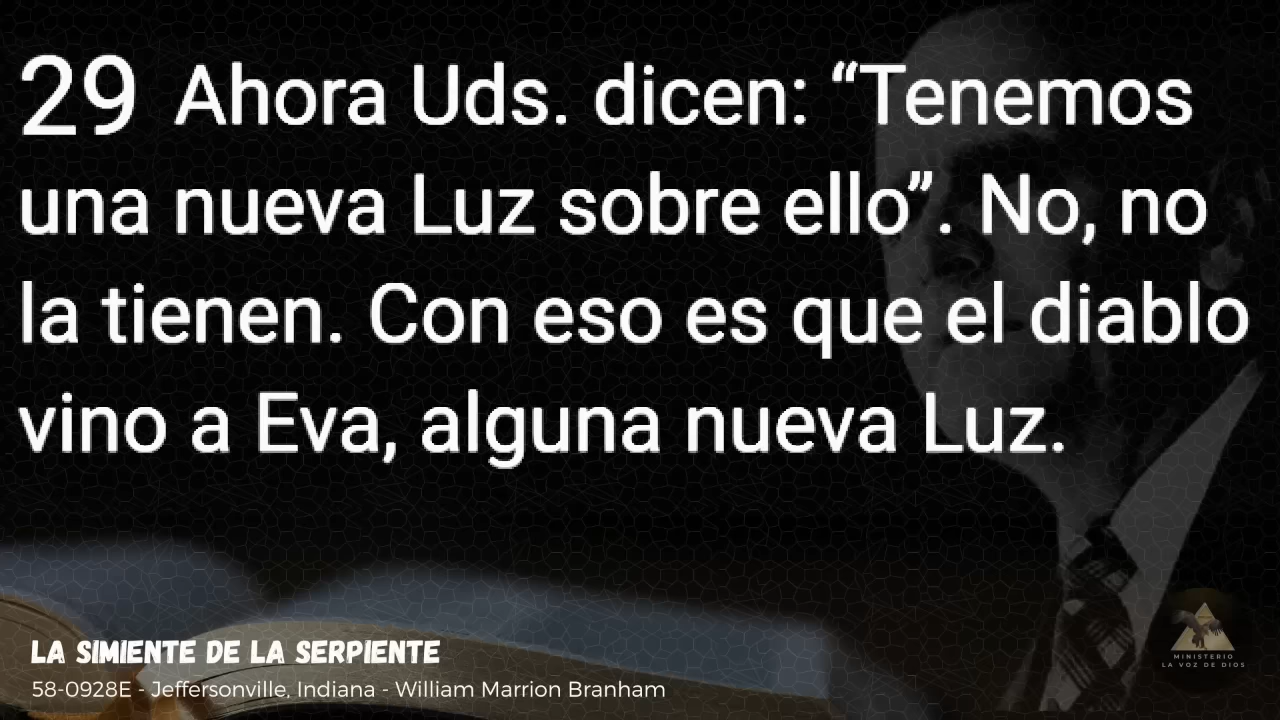 29 Ahora Uds. dicen: “Tenemos
una nueva Luz sobre ello”. No, no
la tienen. Con eso es que el diablo
vino a Eva, alguna nueva Luz.
LA SIMIENTE DE LA SERPIENTE
58-0928E - Jeffersonville, Indiana - William Marrion Branham
MINISTERIO
LA VOZ DE DIOS